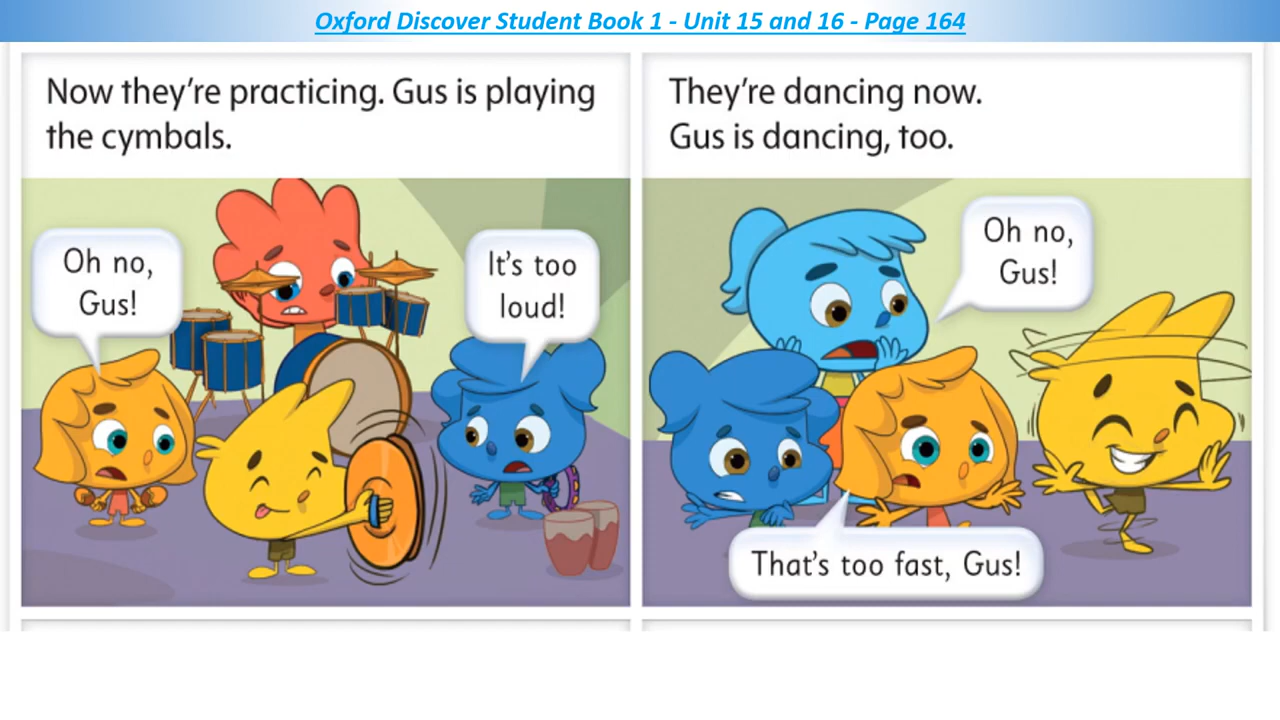 Oxford Discover Student Book 1 - Unit 15 and 16 - Page 164
Now they're practicing. Gus is playing
the cymbals.
Oh no,
Gus!
It's too
loud!
They're dancing now.
Gus is dancing, too.
Oh no,
Gus!
That's too fast, Gus!